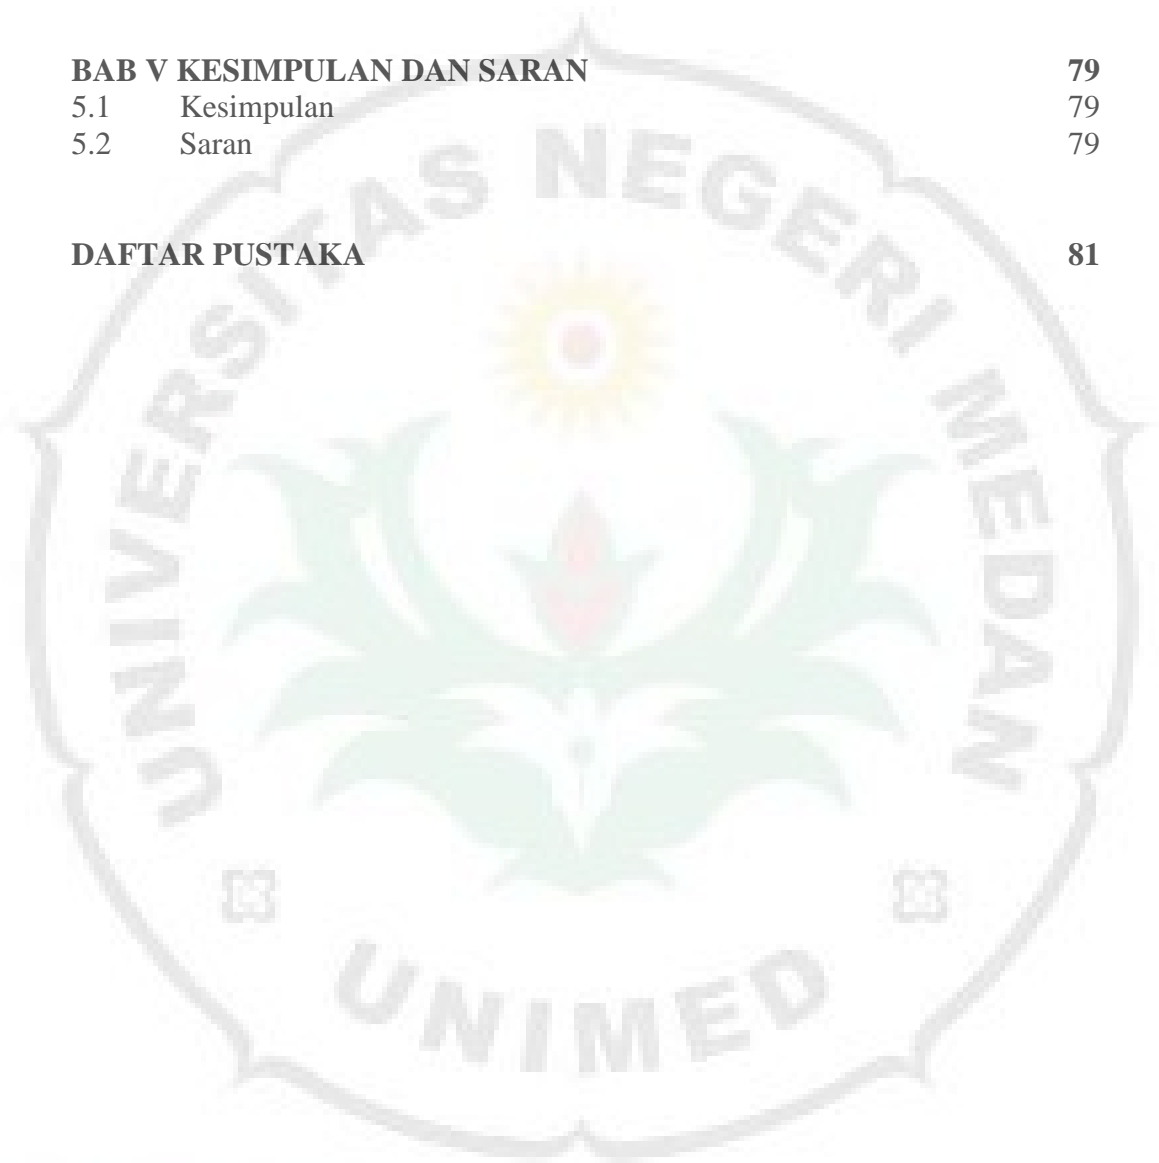 BAB V KESIMPULAN DAN SARAN 79
5.1 Kesimpulan 79
5.2 Saran 79
DAFTAR PUSTAKA 81
UNIVERSITAS NEGERI MEDAN
UNIMED